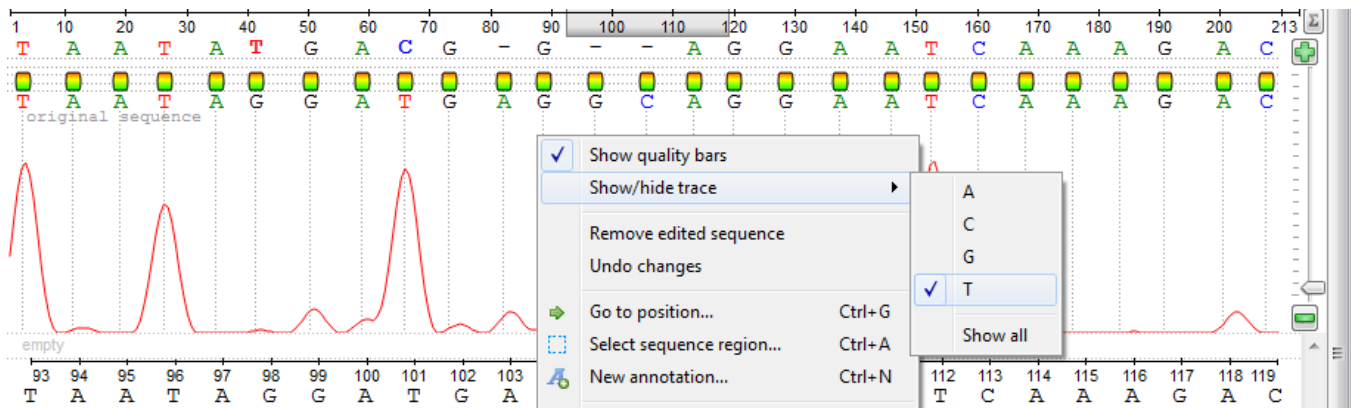 1 10 20 30 40 50 60 70 80 90 100 110 120 130 140 150 160 170 180 190 200 213 Σ
T A A T A T G A C G - G - - A G G A A T C A A A G A C
T A A T A G G A T G A G G C A G G A A T C A A A G A C
original sequence
Show quality bars
Show/hide trace
A
C
Remove edited sequence
G
Undo changes
T
Go to position... Ctrl+G
Show all
Select sequence region... Ctrl+A
empty
New annotation... Ctrl+N
93 94 95 96 97 98 99 100 101 102 103 112 113 114 115 116 117 118 119
T A A T A G G A T G A T C A A A G A C